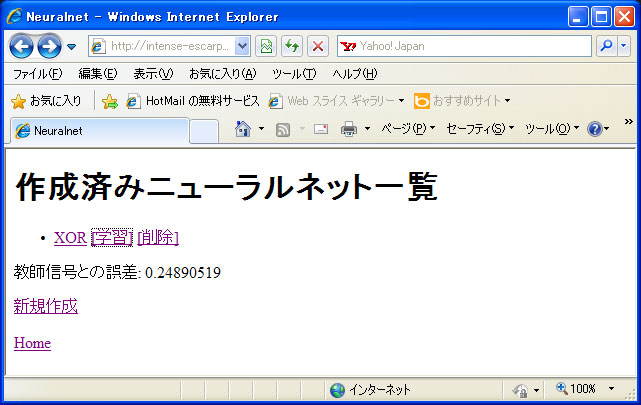 Neuralnet - Windows Internet Explorer
http://intense-escarp... Yahoo! Japan
ファイル(F) 編集(E) 表示(V) お気に入り(A) ツール(T) ヘルプ(H)
お気に入り HotMail の無料サービス Web スライス ギャラリー おすすめサイト
Neuralnet ページ(P) セーフティ(S) ツール(O) »
作成済みニューラルネット一覧
• XOR [学習] [削除]
教師信号との誤差: 0.24890519
新規作成
Home
インターネット 100%